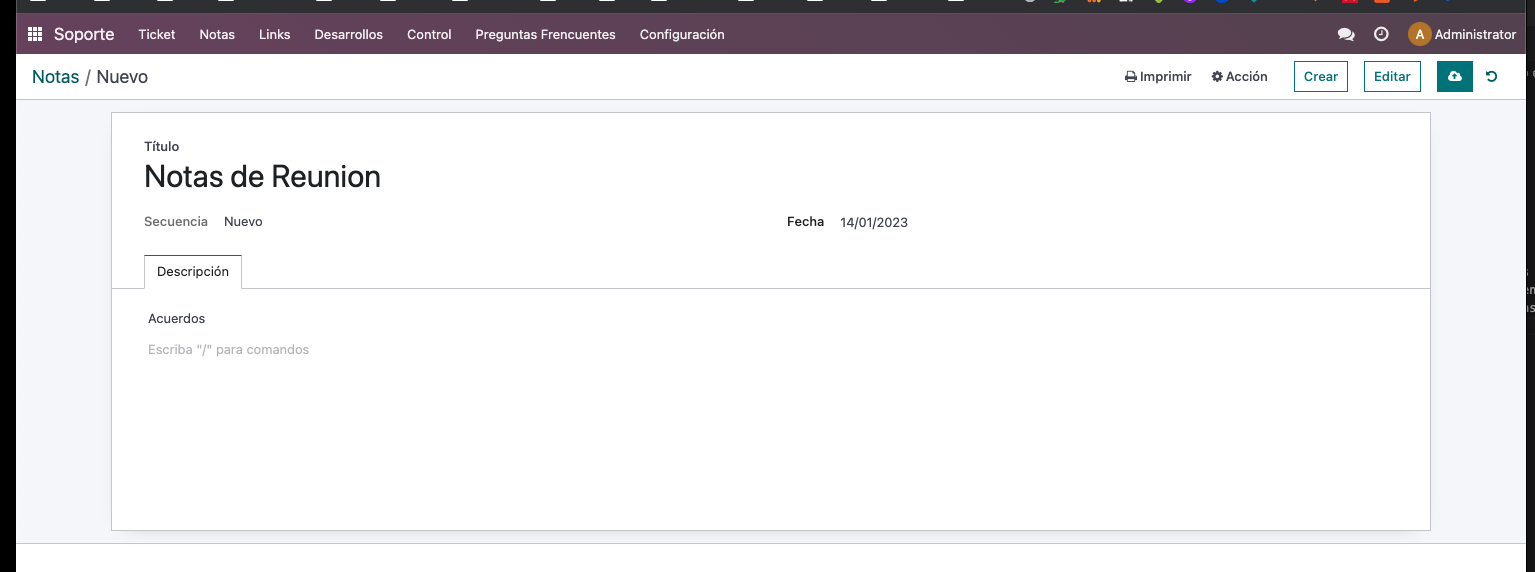 Soporte Ticket Notas Links Desarrollos Control Preguntas Frencuentes Configuración A Administrator
Notas / Nuevo Imprimir Acción Crear Editar
Título
Notas de Reunion
Secuencia Nuevo Fecha 14/01/2023
Descripción
Acuerdos
Escriba "/" para comandos